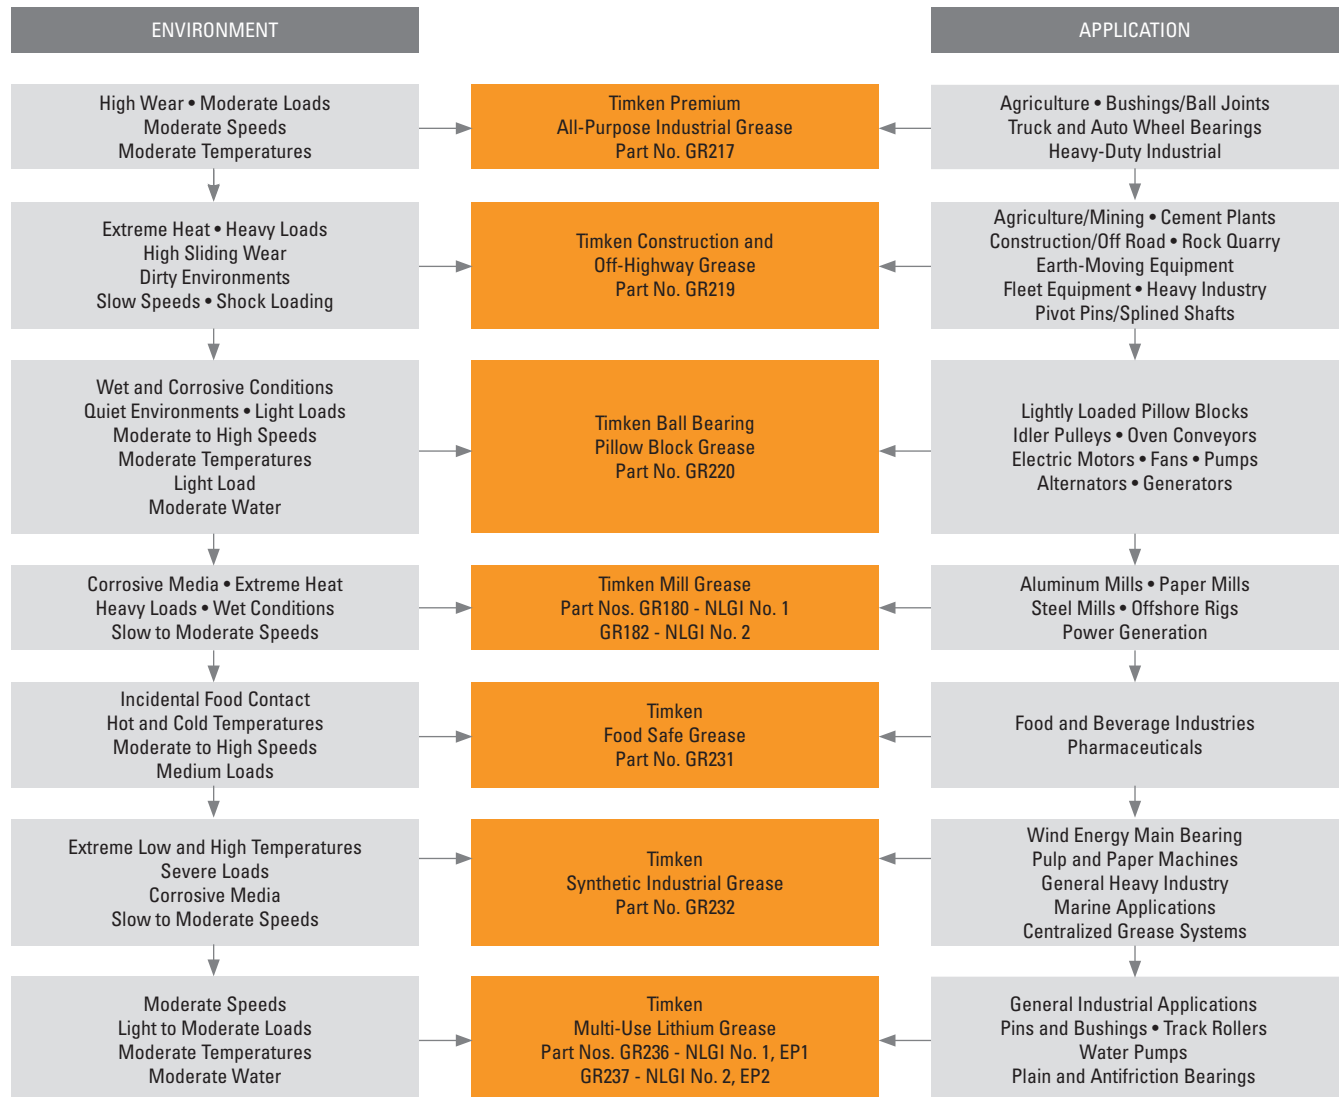 ENVIRONMENT
APPLICATION
High Wear • Moderate Loads
Moderate Speeds
Moderate Temperatures
Timken Premium
All-Purpose Industrial Grease
Part No. GR217
Agriculture • Bushings/Ball Joints
Truck and Auto Wheel Bearings
Heavy-Duty Industrial
Extreme Heat • Heavy Loads
High Sliding Wear
Dirty Environments
Slow Speeds • Shock Loading
Timken Construction and
Off-Highway Grease
Part No. GR219
Agriculture/Mining • Cement Plants
Construction/Off Road • Rock Quarry
Earth-Moving Equipment
Fleet Equipment • Heavy Industry
Pivot Pins/Splined Shafts
Wet and Corrosive Conditions
Quiet Environments • Light Loads
Moderate to High Speeds
Moderate Temperatures
Light Load
Moderate Water
Timken Ball Bearing
Pillow Block Grease
Part No. GR220
Lightly Loaded Pillow Blocks
Idler Pulleys • Oven Conveyors
Electric Motors • Fans • Pumps
Alternators • Generators
Corrosive Media • Extreme Heat
Heavy Loads • Wet Conditions
Slow to Moderate Speeds
Timken Mill Grease
Part Nos. GR180 - NLGI No. 1
GR182 - NLGI No. 2
Aluminum Mills • Paper Mills
Steel Mills • Offshore Rigs
Power Generation
Incidental Food Contact
Hot and Cold Temperatures
Moderate to High Speeds
Medium Loads
Timken
Food Safe Grease
Part No. GR231
Food and Beverage Industries
Pharmaceuticals
Extreme Low and High Temperatures
Severe Loads
Corrosive Media
Slow to Moderate Speeds
Timken
Synthetic Industrial Grease
Part No. GR232
Wind Energy Main Bearing
Pulp and Paper Machines
General Heavy Industry
Marine Applications
Centralized Grease Systems
Moderate Speeds
Light to Moderate Loads
Moderate Temperatures
Moderate Water
Timken
Multi-Use Lithium Grease
Part Nos. GR236 - NLGI No. 1, EP1
GR237 - NLGI No. 2, EP2
General Industrial Applications
Pins and Bushings • Track Rollers
Water Pumps
Plain and Antifriction Bearings